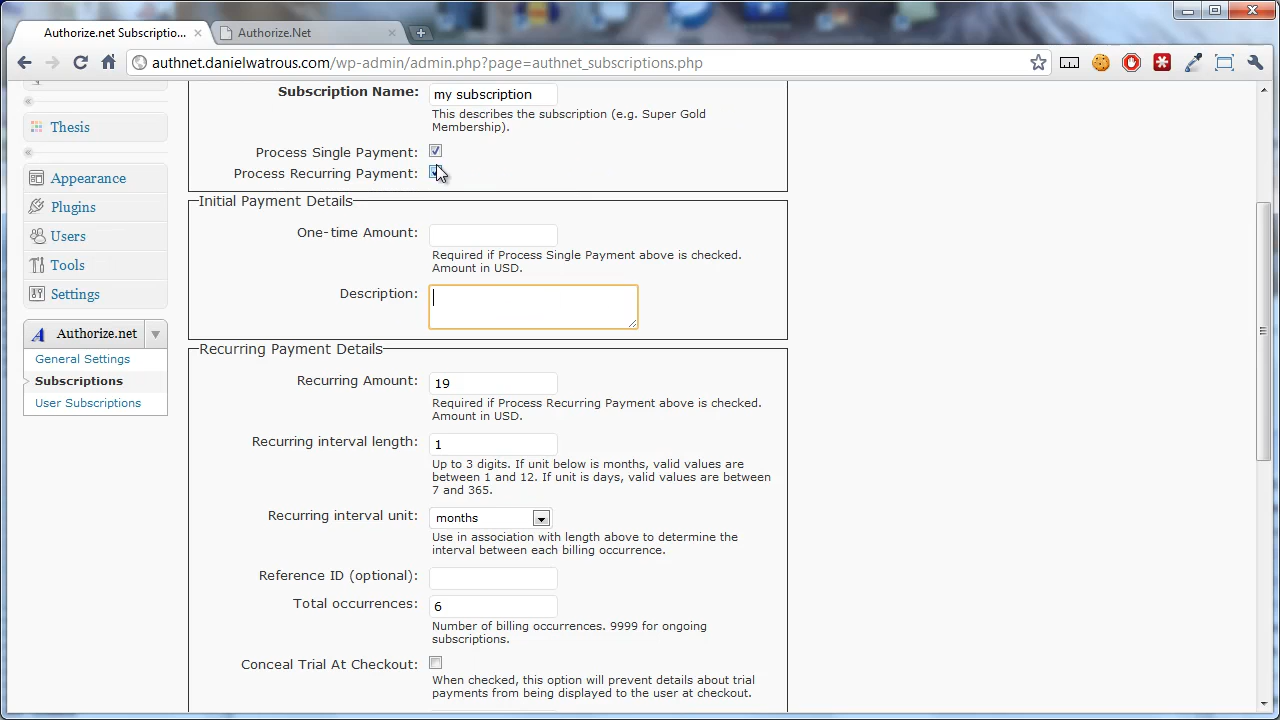 Authorize.net Subscriptio...
Authorize.Net
authnet.danielwatrous.com/wp-admin/admin.php?page=authnet_subscriptions.php
Thesis
Appearance
Plugins
Users
Tools
Settings
Authorize.net
General Settings
Subscriptions
User Subscriptions
Subscription Name: my subscription
This describes the subscription (e.g. Super Gold
Membership).
Process Single Payment:
Process Recurring Payment:
Initial Payment Details
One-time Amount:
Required if Process Single Payment above is checked.
Amount in USD.
Description:
Recurring Payment Details
Recurring Amount: 19
Required if Process Recurring Payment above is checked.
Amount in USD.
Recurring interval length: 1
Up to 3 digits. If unit below is months, valid values are
between 1 and 12. If unit is days, valid values are between
7 and 365.
Recurring interval unit: months
Use in association with length above to determine the
interval between each billing occurrence.
Reference ID (optional):
Total occurrences: 6
Number of billing occurrences. 9999 for ongoing
subscriptions.
Conceal Trial At Checkout:
When checked, this option will prevent details about trial
payments from being displayed to the user at checkout.